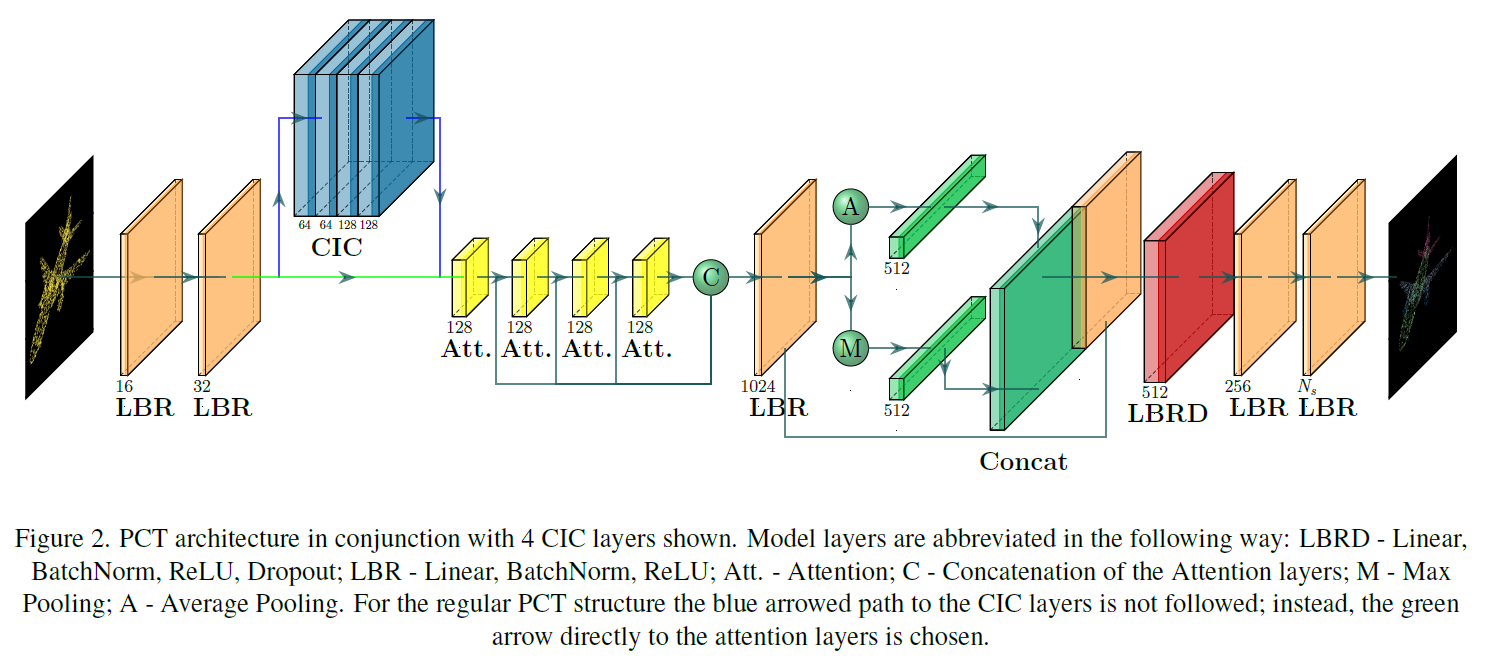 64 64 128 128
CIC
A
512
C
128 128 128 128
Att. Att. Att. Att.
M
16 32
LBR LBR
1024
LBR
512
512 256 Nₛ
LBRD LBR LBR
Concat
Figure 2. PCT architecture in conjunction with 4 CIC layers shown. Model layers are abbreviated in the following way: LBRD - Linear,
BatchNorm, ReLU, Dropout; LBR - Linear, BatchNorm, ReLU; Att. - Attention; C - Concatenation of the Attention layers; M - Max
Pooling; A - Average Pooling. For the regular PCT structure the blue arrowed path to the CIC layers is not followed; instead, the green
arrow directly to the attention layers is chosen.